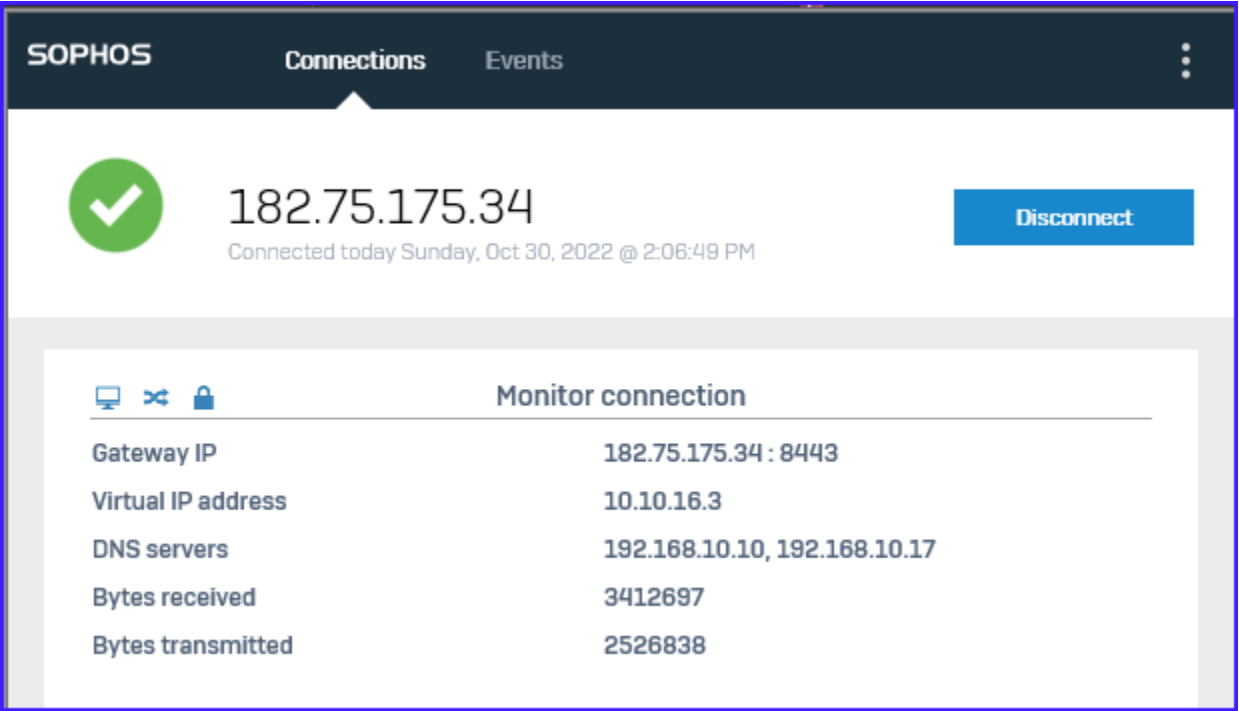 SOPHOS Connections Events
182.75.175.34
Disconnect
Connected today Sunday, Oct 30, 2022 @ 2:06:49 PM
Monitor connection
Gateway IP 182.75.175.34 : 8443
Virtual IP address 10.10.16.3
DNS servers 192.168.10.10, 192.168.10.17
Bytes received 3412697
Bytes transmitted 2526838